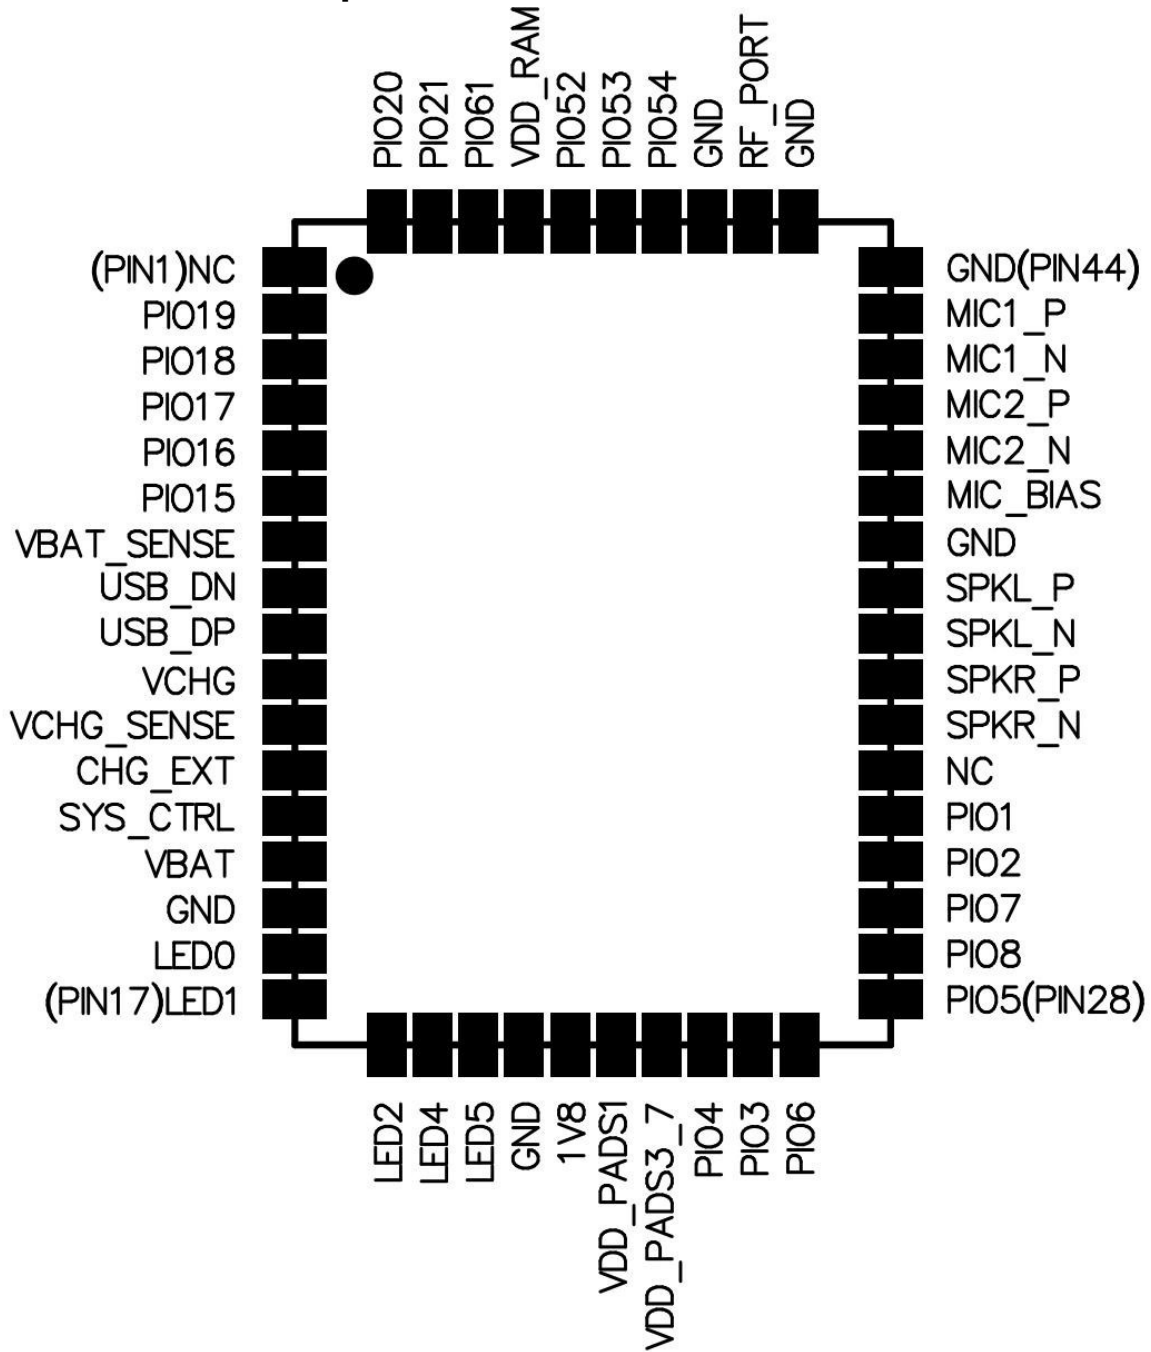 PIO20
PIO21
PIO61
VDD_RAM
PIO52
PIO53
PIO54
GND
RF_PORT
GND
(PIN1)NC
PIO19
PIO18
PIO17
PIO16
PIO15
VBAT_SENSE
USB_DN
USB_DP
VCHG
VCHG_SENSE
CHG_EXT
SYS_CTRL
VBAT
GND
LED0
(PIN17)LED1
GND(PIN44)
MIC1_P
MIC1_N
MIC2_P
MIC2_N
MIC_BIAS
GND
SPKL_P
SPKL_N
SPKR_P
SPKR_N
NC
PIO1
PIO2
PIO7
PIO8
PIO5(PIN28)
LED2
LED4
LED5
GND
1V8
VDD_PADS1
VDD_PADS3_7
PIO4
PIO3
PIO6